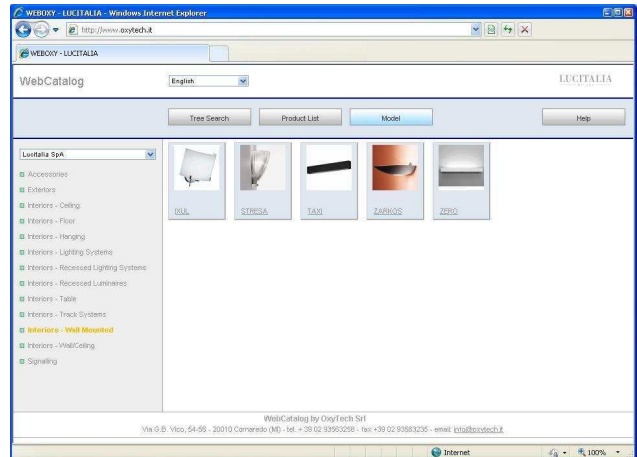 WEBOXY - LUCITALIA - Windows Internet Explorer
http://www.oxytech.it
WEBOXY - LUCITALIA
WebCatalog
English
LUCITALIA
Tree Search
Product List
Model
Help
Lucitalia SpA
Accessories
Exteriors
Interiors - Ceiling
Interiors - Floor
Interiors - Hanging
Interiors - Lighting Systems
Interiors - Recessed Lighting Systems
Interiors - Recessed Luminaires
Interiors - Table
Interiors - Track Systems
Interiors - Wall Mounted
Interiors - Wall/Ceiling
Signalling
IXUL
STRESA
TAXI
ZARKOS
ZERO
WebCatalog by OxyTech Srl
Via G.B. Vico, 54-56 - 20010 Cornaredo (MI) - tel. +39 02 93563258 - fax +39 02 93563235 - email: info@oxytech.it
Internet
100%